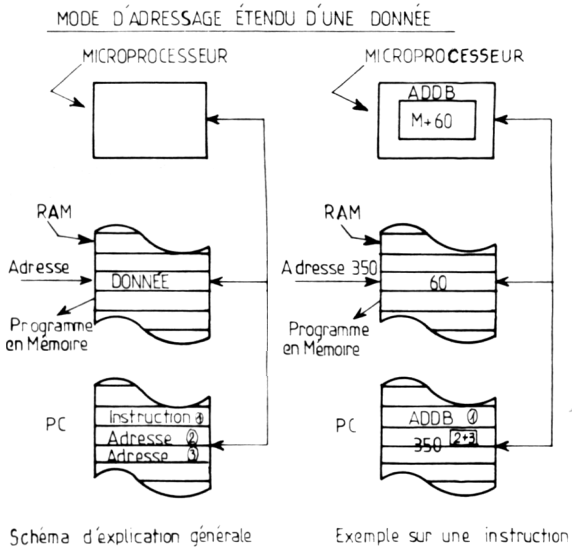 MODE D'ADRESSAGE ÉTENDU D'UNE DONNÉE
MICROPROCESSEUR
RAM
Adresse
DONNÉE
Programme
en Mémoire
PC
Instruction ①
Adresse ②
Adresse ③
Schéma d'explication générale
MICROPROCESSEUR
ADDB
M+60
RAM
Adresse 350
60
Programme
en Mémoire
PC
ADDB ①
350 2+3
Exemple sur une instruction